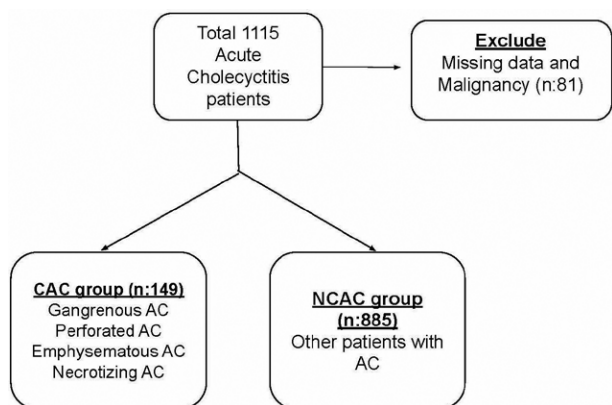 Total 1115
Acute
Cholecyctitis
patients
Exclude
Missing data and
Malignancy (n:81)
CAC group (n:149)
Gangrenous AC
Perforated AC
Emphysematous AC
Necrotizing AC
NCAC group
(n:885)
Other patients with
AC